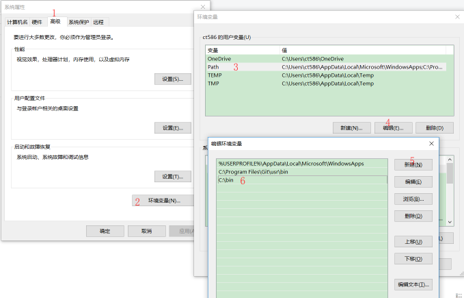 系统属性
1
计算机名 硬件 高级 系统保护 远程
要进行大多数更改，你必须作为管理员登录。
性能
视觉效果，处理器计划，内存使用，以及虚拟内存
设置(S)...
用户配置文件
与登录帐户相关的桌面设置
设置(E)...
启动和故障恢复
系统启动、系统故障和调试信息
设置(T)...
2 环境变量(N)...
确定 取消
环境变量
ct586 的用户变量(U)
变量 值
OneDrive C:\Users\ct586\OneDrive
Path 3 C:\Users\ct586\AppData\Local\Microsoft\WindowsApps;C:\Pro...
TEMP C:\Users\ct586\AppData\Local\Temp
TMP C:\Users\ct586\AppData\Local\Temp
4
新建(N)... 编辑(E)... 删除(D)
编辑环境变量
%USERPROFILE%\AppData\Local\Microsoft\WindowsApps
C:\Program Files\Git\usr\bin
C:\bin 6
5
新建(N)
编辑(E)
浏览(B)...
删除(D)
上移(U)
下移(O)
编辑文本(T)...